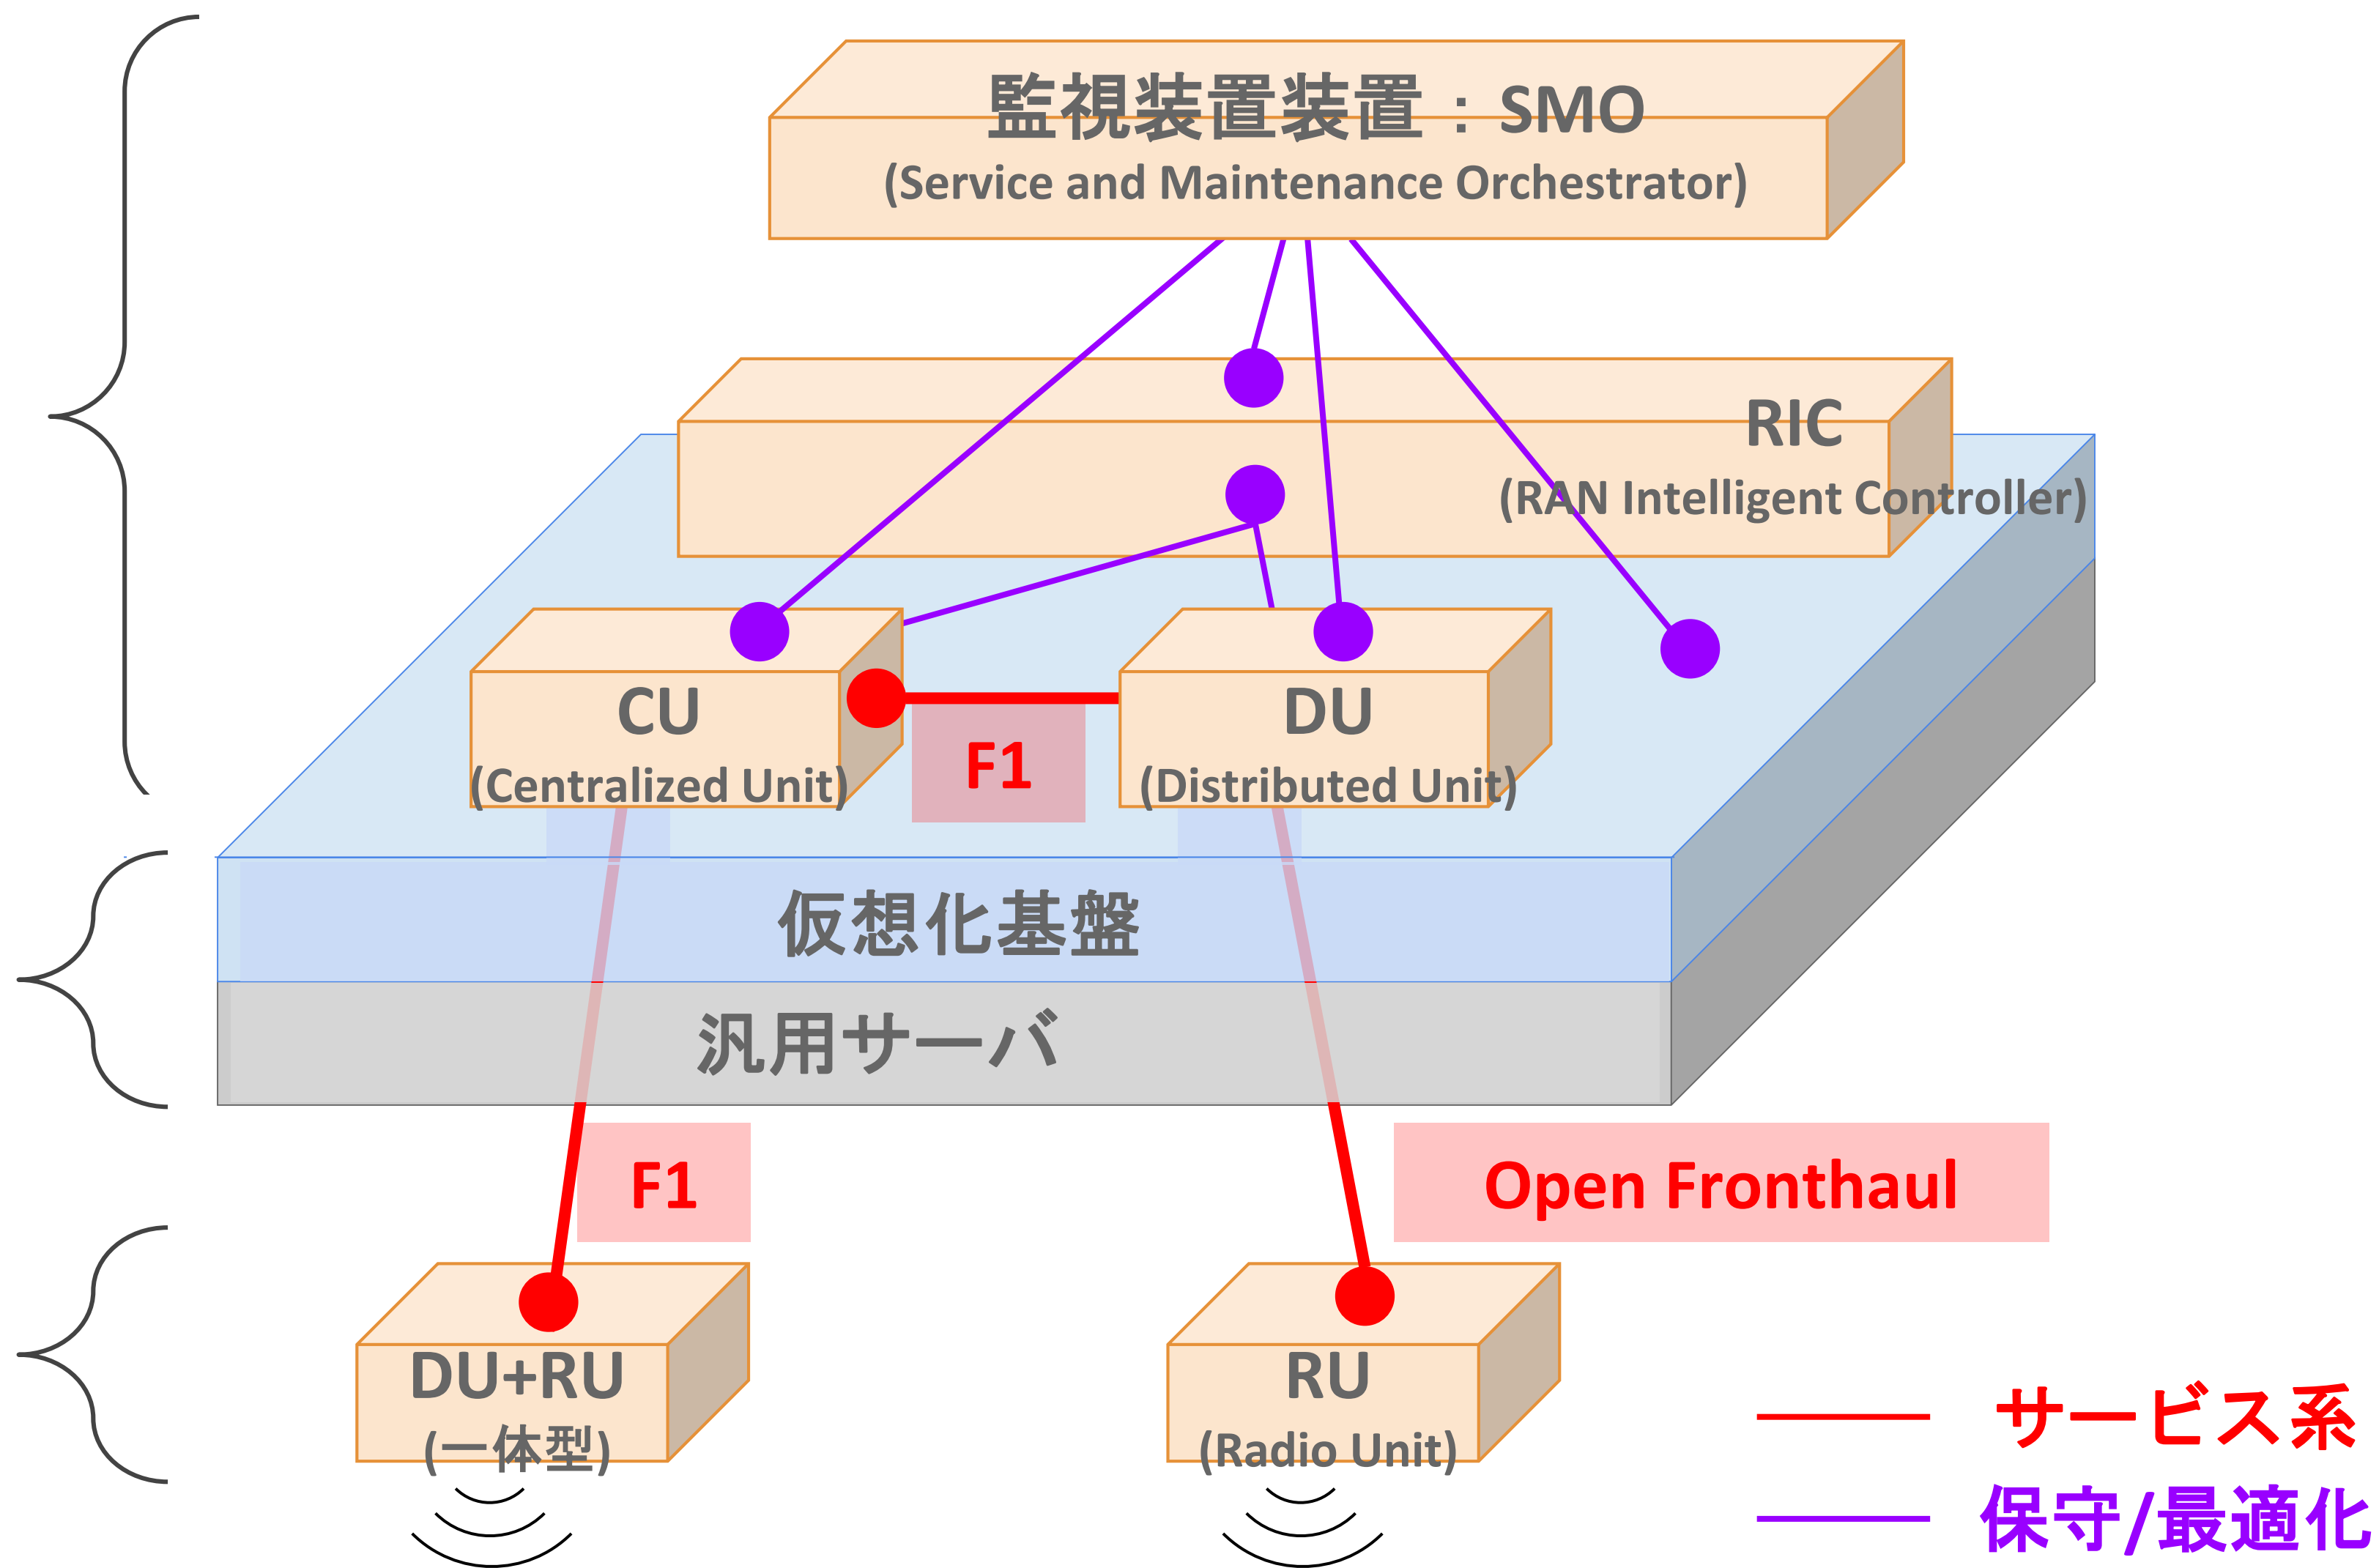 監視装置装置：SMO
(Service and Maintenance Orchestrator)
RIC
(RAN Intelligent Controller)
CU
(Centralized Unit)
F1
DU
(Distributed Unit)
仮想化基盤
汎用サーバ
F1
Open Fronthaul
DU+RU
(一体型)
RU
(Radio Unit)
サービス系
保守/最適化